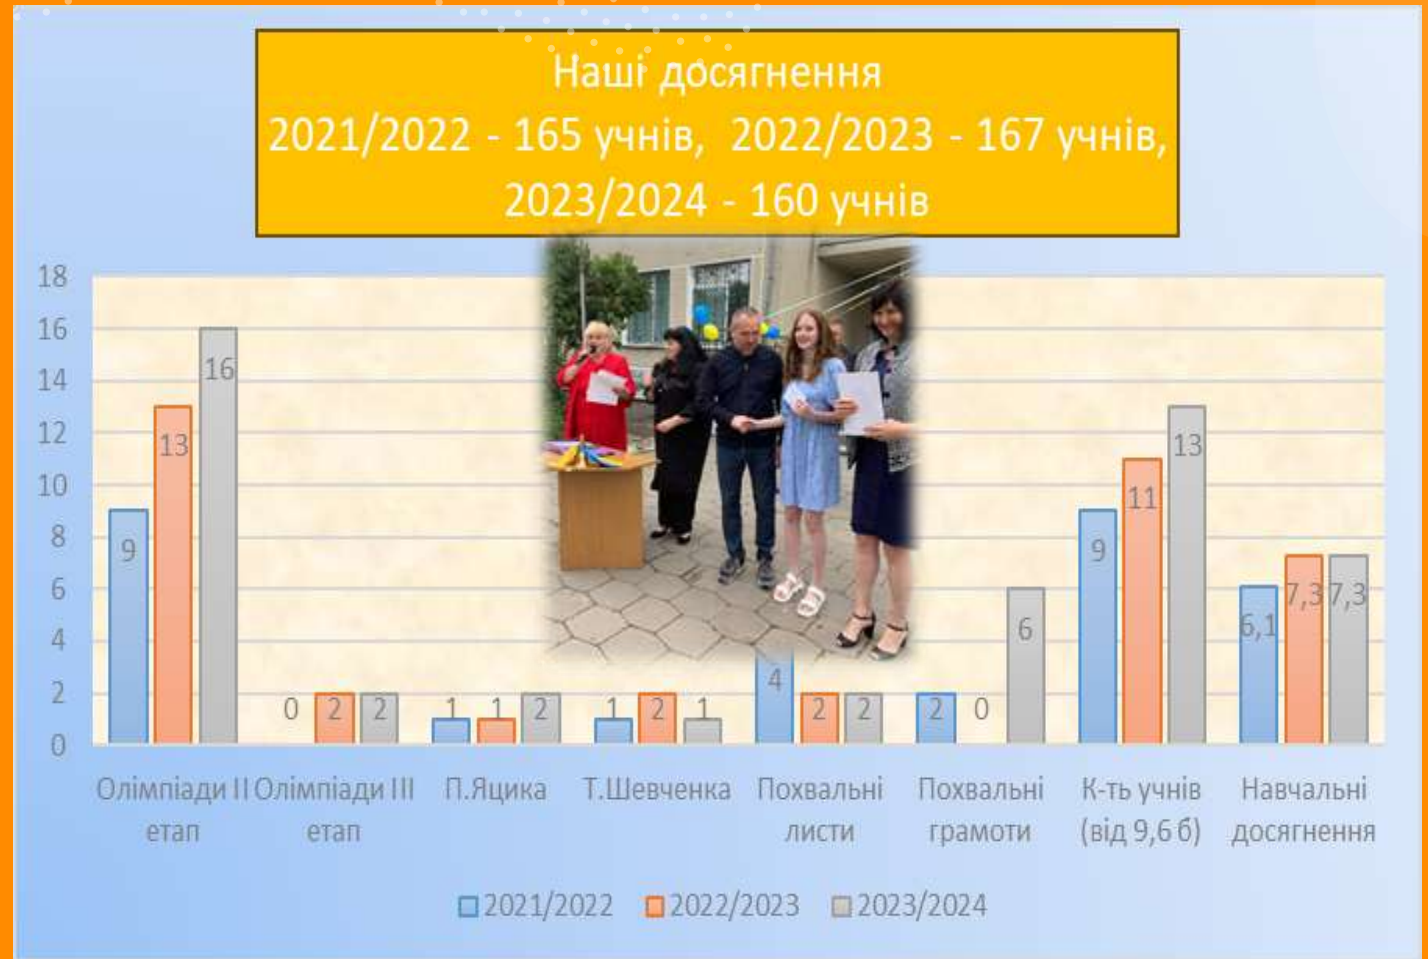 Наші досягнення
2021/2022 - 165 учнів, 2022/2023 - 167 учнів,
2023/2024 - 160 учнів
18
16
14
12
10
8
6
4
2
0
9 13 16
0 2 2
1 1 2
1 2 1
4 2 2
2 0 6
9 11 13
6,1 7,3 7,3
Олімпіади ІІ етап
Олімпіади ІІІ етап
П.Яцика
Т.Шевченка
Похвальні листи
Похвальні грамоти
К-ть учнів (від 9,6 б)
Навчальні досягнення
2021/2022 2022/2023 2023/2024